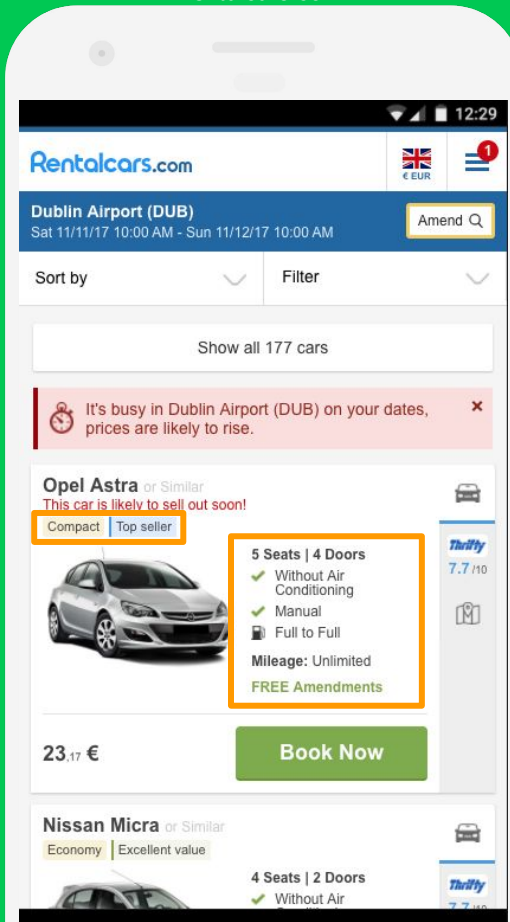 12:29
Rentalcars.com
€ EUR
1
Dublin Airport (DUB)
Sat 11/11/17 10:00 AM - Sun 11/12/17 10:00 AM
Amend
Sort by
Filter
Show all 177 cars
It's busy in Dublin Airport (DUB) on your dates,
prices are likely to rise.
×
Opel Astra or Similar
This car is likely to sell out soon!
Compact Top seller
Thrifty
7.7 /10
5 Seats | 4 Doors
Without Air
Conditioning
Manual
Full to Full
Mileage: Unlimited
FREE Amendments
23,17 €
Book Now
Nissan Micra or Similar
Economy Excellent value
4 Seats | 2 Doors
Without Air
Thrifty